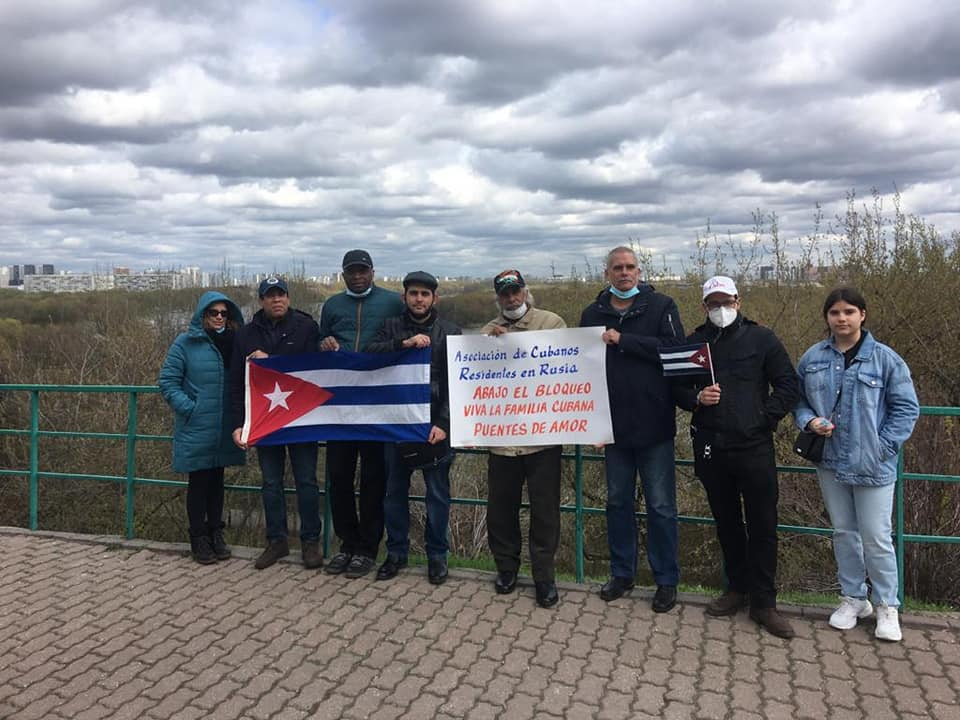 Asociación de Cubanos
Residentes en Rusia
ABAJO EL BLOQUEO
VIVA LA FAMILIA CUBANA
PUENTES DE AMOR